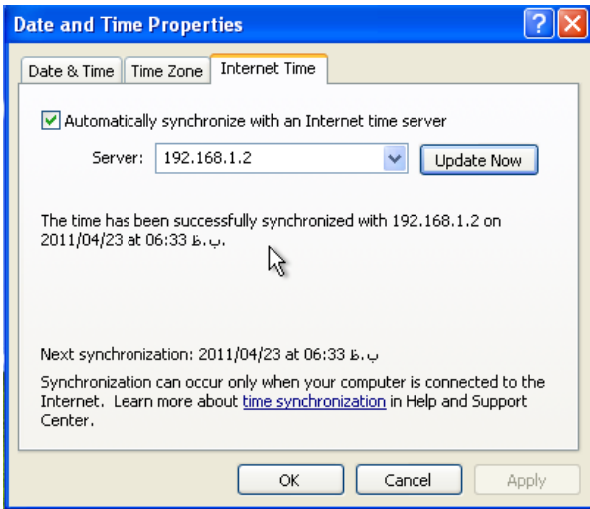 Date and Time Properties
Date & Time
Time Zone
Internet Time
Automatically synchronize with an Internet time server
Server: 192.168.1.2 Update Now
The time has been successfully synchronized with 192.168.1.2 on
2011/04/23 at 06:33 ب.ظ.
Next synchronization: 2011/04/23 at 06:33 ب.ظ
Synchronization can occur only when your computer is connected to the
Internet. Learn more about time synchronization in Help and Support
Center.
OK Cancel Apply